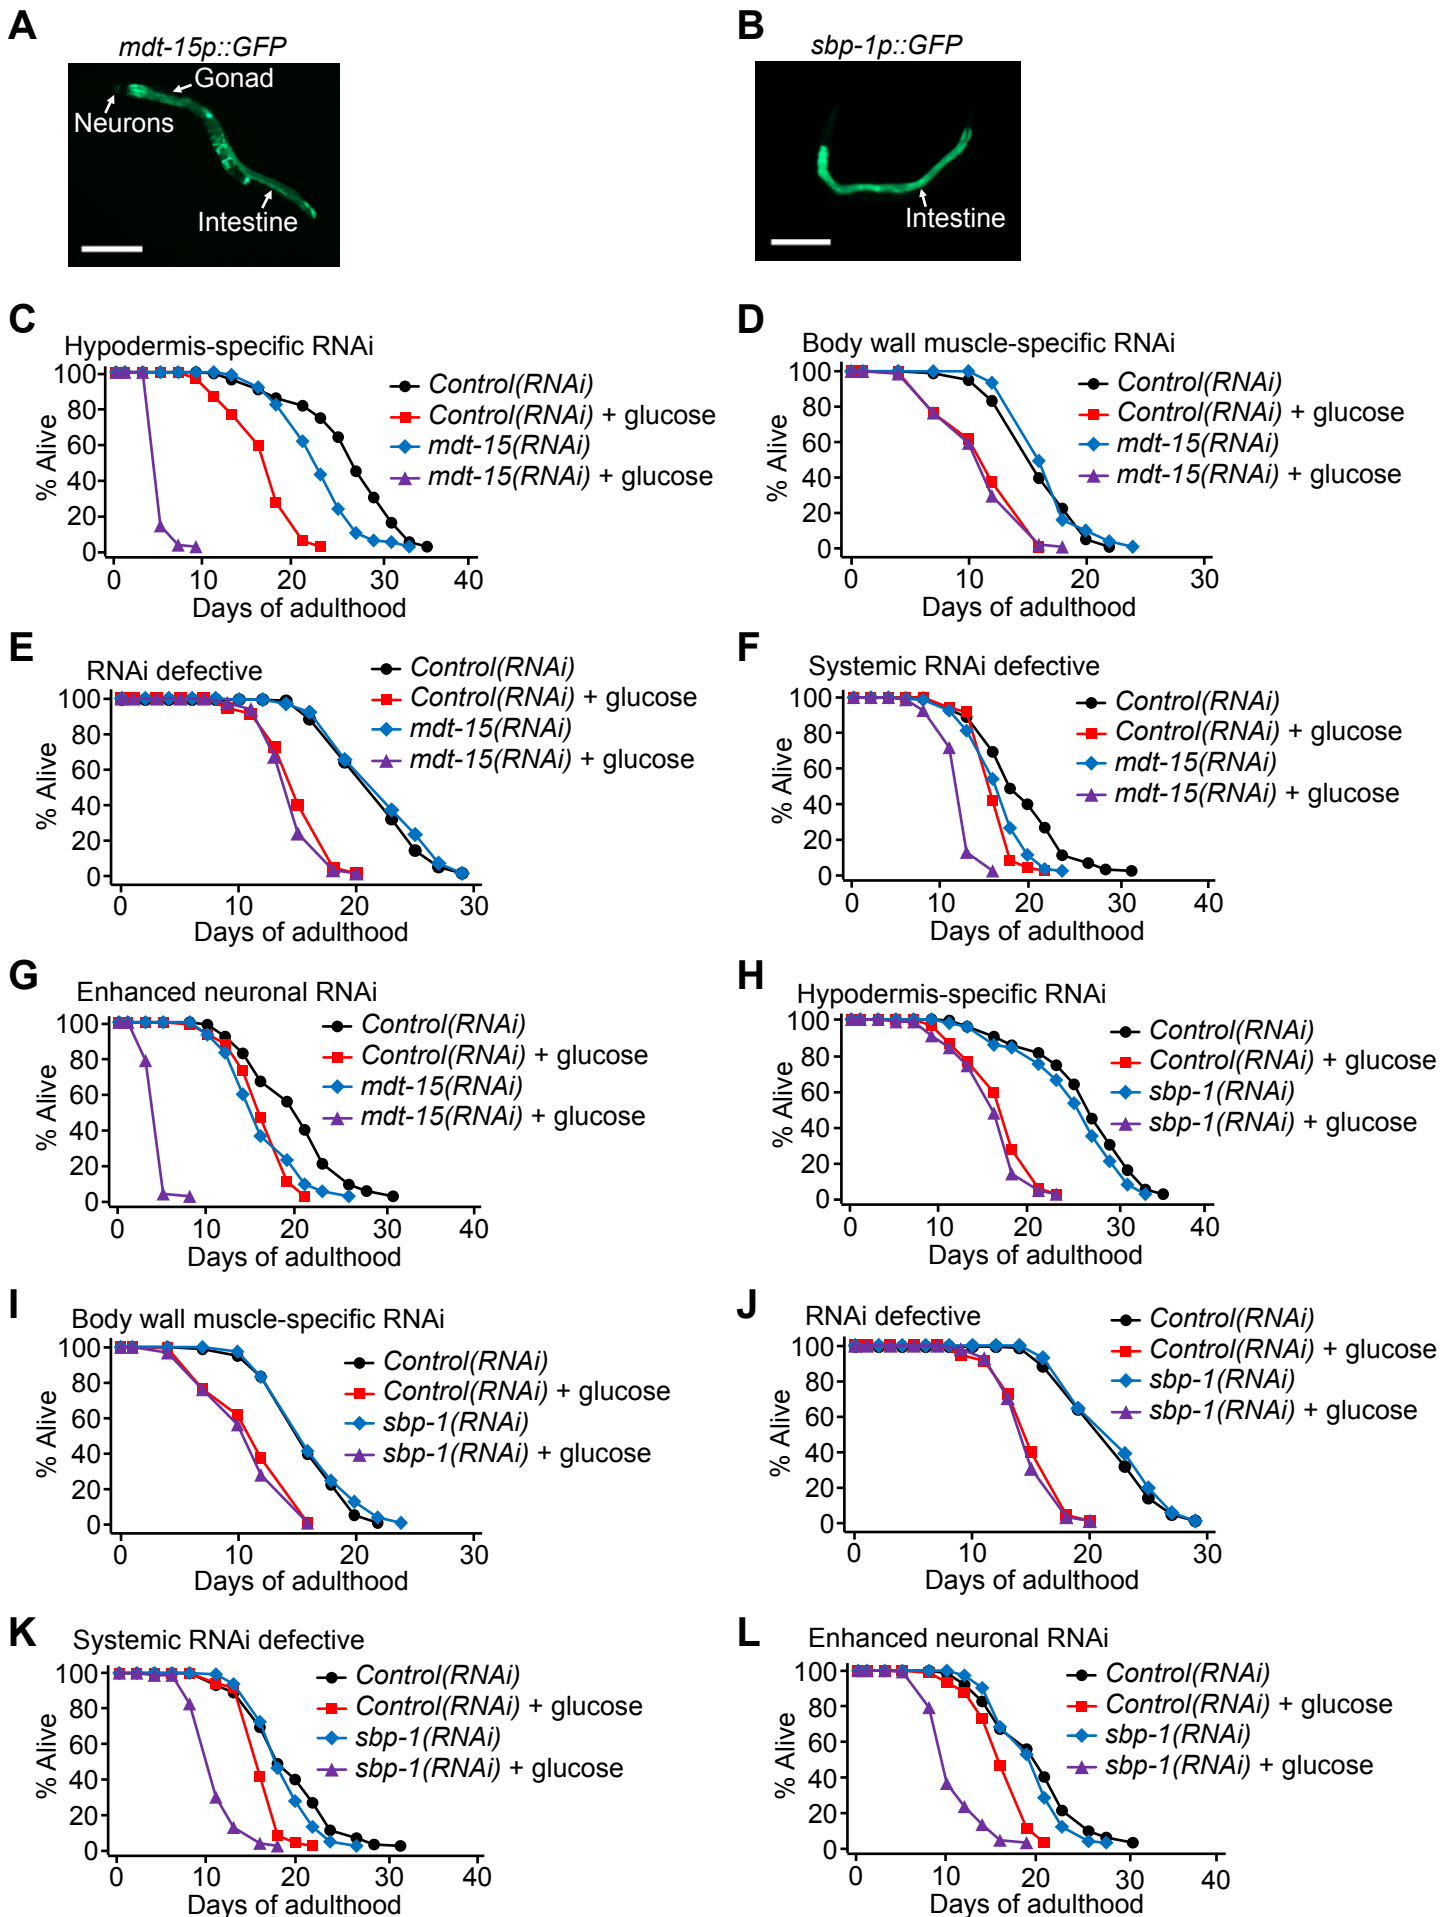 A
mdt-15p::GFP
Gonad
Neurons
Intestine
B
sbp-1p::GFP
Intestine
C
Hypodermis-specific RNAi
100
80
60
40
20
0
% Alive
0 10 20 30 40
Days of adulthood
Control(RNAi)
Control(RNAi) + glucose
mdt-15(RNAi)
mdt-15(RNAi) + glucose
D
Body wall muscle-specific RNAi
100
80
60
40
20
0
% Alive
0 10 20 30
Days of adulthood
Control(RNAi)
Control(RNAi) + glucose
mdt-15(RNAi)
mdt-15(RNAi) + glucose
E
RNAi defective
100
80
60
40
20
0
% Alive
0 10 20 30
Days of adulthood
Control(RNAi)
Control(RNAi) + glucose
mdt-15(RNAi)
mdt-15(RNAi) + glucose
F
Systemic RNAi defective
100
80
60
40
20
0
% Alive
0 10 20 30 40
Days of adulthood
Control(RNAi)
Control(RNAi) + glucose
mdt-15(RNAi)
mdt-15(RNAi) + glucose
G
Enhanced neuronal RNAi
100
80
60
40
20
0
% Alive
0 10 20 30 40
Days of adulthood
Control(RNAi)
Control(RNAi) + glucose
mdt-15(RNAi)
mdt-15(RNAi) + glucose
H
Hypodermis-specific RNAi
100
80
60
40
20
0
% Alive
0 10 20 30 40
Days of adulthood
Control(RNAi)
Control(RNAi) + glucose
sbp-1(RNAi)
sbp-1(RNAi) + glucose
I
Body wall muscle-specific RNAi
100
80
60
40
20
0
% Alive
0 10 20 30
Days of adulthood
Control(RNAi)
Control(RNAi) + glucose
sbp-1(RNAi)
sbp-1(RNAi) + glucose
J
RNAi defective
100
80
60
40
20
0
% Alive
0 10 20 30
Days of adulthood
Control(RNAi)
Control(RNAi) + glucose
sbp-1(RNAi)
sbp-1(RNAi) + glucose
K
Systemic RNAi defective
100
80
60
40
20
0
% Alive
0 10 20 30 40
Days of adulthood
Control(RNAi)
Control(RNAi) + glucose
sbp-1(RNAi)
sbp-1(RNAi) + glucose
L
Enhanced neuronal RNAi
100
80
60
40
20
0
% Alive
0 10 20 30 40
Days of adulthood
Control(RNAi)
Control(RNAi) + glucose
sbp-1(RNAi)
sbp-1(RNAi) + glucose